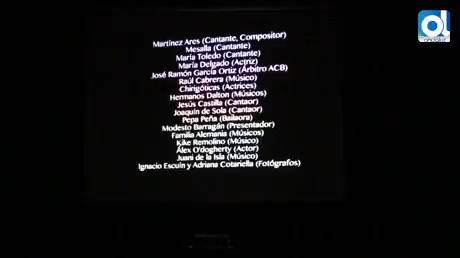 Martínez Ares (Cantante, Compositor)
Mesalla (Cantante)
María Toledo (Cantante)
María Delgado (Actriz)
José Ramón García Ortiz (Árbitro ACB)
Raúl Cabrera (Músico)
Chirigóticas (Actrices)
Hermanos Dalton (Músicos)
Jesús Castilla (Cantaor)
Joaquín de Sola (Cantaor)
Pepa Peña (Bailaora)
Modesto Barragán (Presentador)
Familia Alemania (Músicos)
Kike Remolino (Músico)
Álex O'dogherty (Actor)
Juani de la Isla (Músico)
Ignacio Escuín y Adriana Cotariella (Fotógrafos)